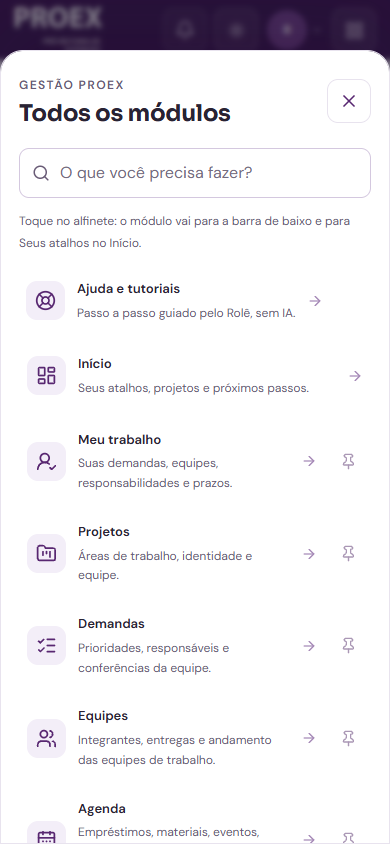 PROEX
GESTÃO PROEX
Todos os módulos
O que você precisa fazer?
Toque no alfinete: o módulo vai para a barra de baixo e para
Seus atalhos no Início.
Ajuda e tutoriais
Passo a passo guiado pelo Rolê, sem IA.
Início
Seus atalhos, projetos e próximos passos.
Meu trabalho
Suas demandas, equipes,
responsabilidades e prazos.
Projetos
Áreas de trabalho, identidade e
equipe.
Demandas
Prioridades, responsáveis e
conferências da equipe.
Equipes
Integrantes, entregas e andamento
das equipes de trabalho.
Agenda
Empréstimos, materiais, eventos,